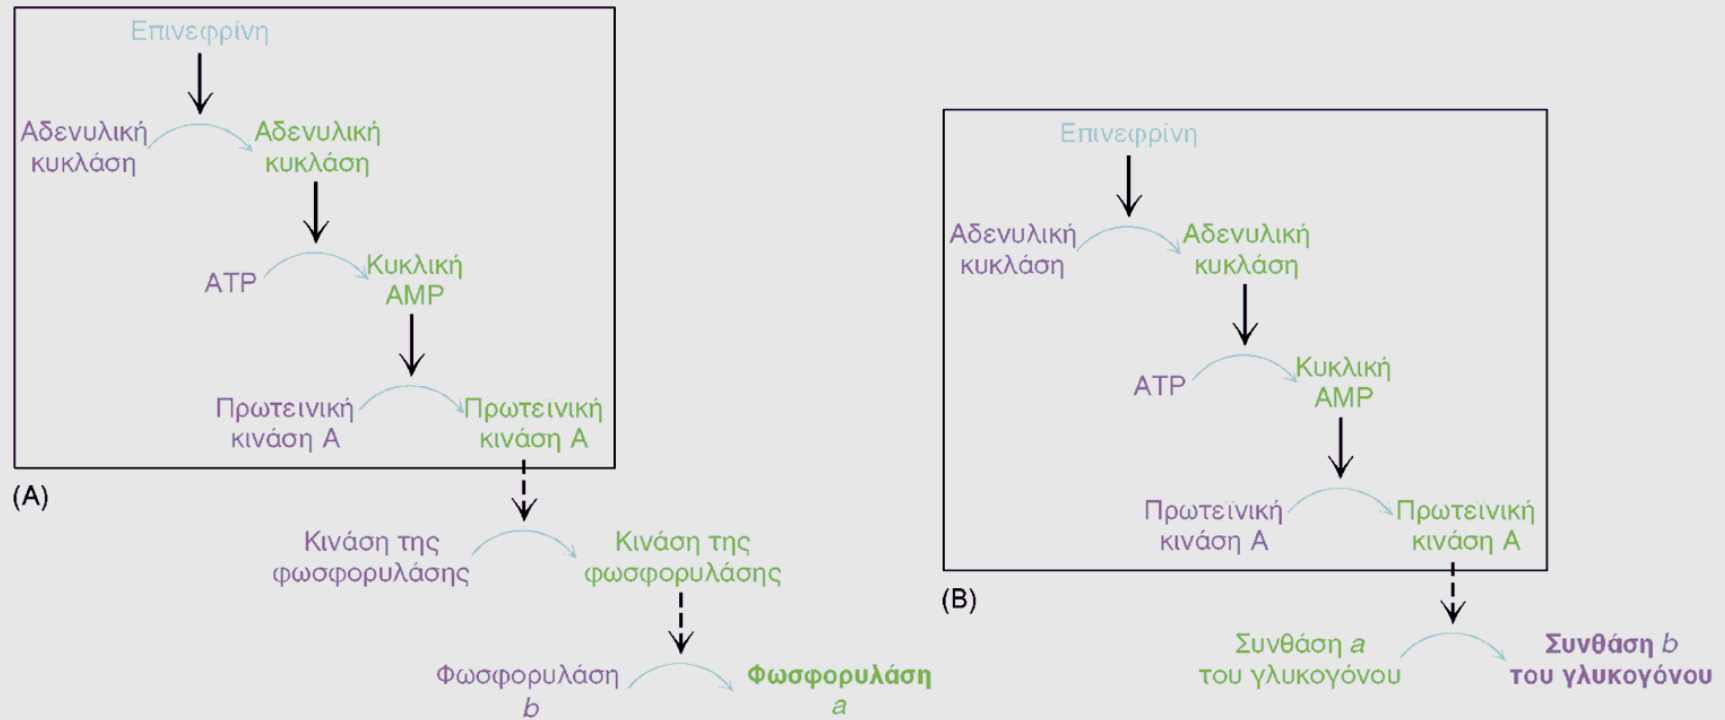 Επινεφρίνη
Αδενυλική
κυκλάση
Αδενυλική
κυκλάση
ATP
Κυκλική
AMP
Πρωτεινική
κινάση Α
Πρωτεϊνική
κινάση Α
(A)
Κινάση της
φωσφορυλάσης
Κινάση της
φωσφορυλάσης
Φωσφορυλάση
b
Φωσφορυλάση
a
Επινεφρίνη
Αδενυλική
κυκλάση
Αδενυλική
κυκλάση
ATP
Κυκλική
AMP
Πρωτεϊνική
κινάση Α
Πρωτεϊνική
κινάση Α
(B)
Συνθάση a
του γλυκογόνου
Συνθάση b
του γλυκογόνου